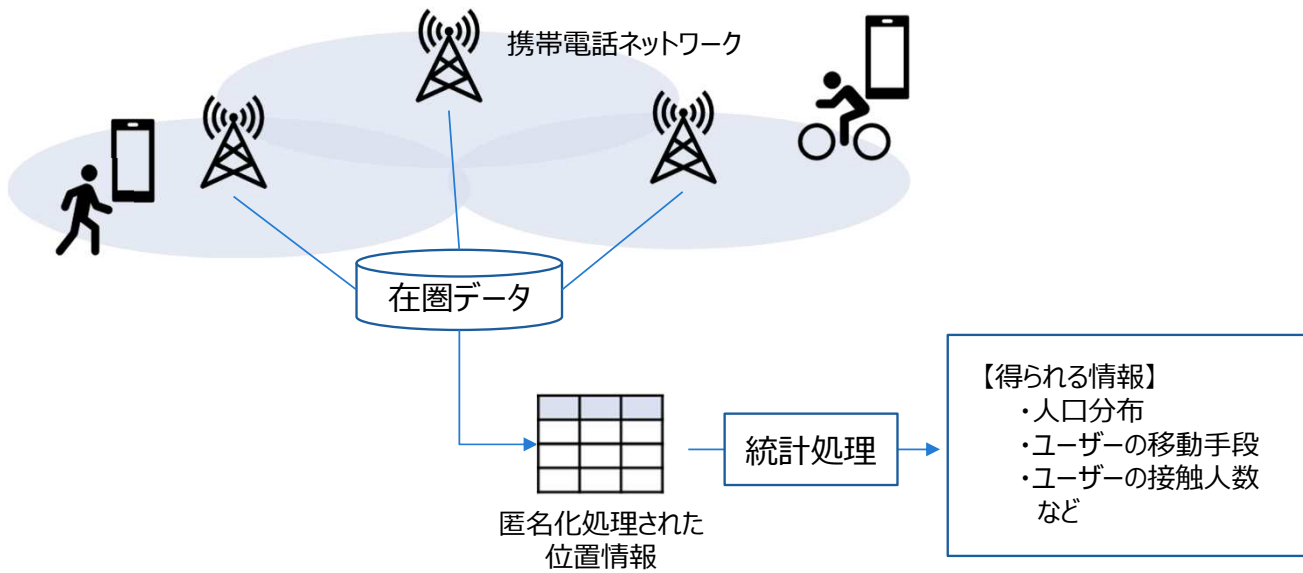 携帯電話ネットワーク
在圏データ
匿名化処理された
位置情報
統計処理
【得られる情報】
・人口分布
・ユーザーの移動手段
・ユーザーの接触人数
など